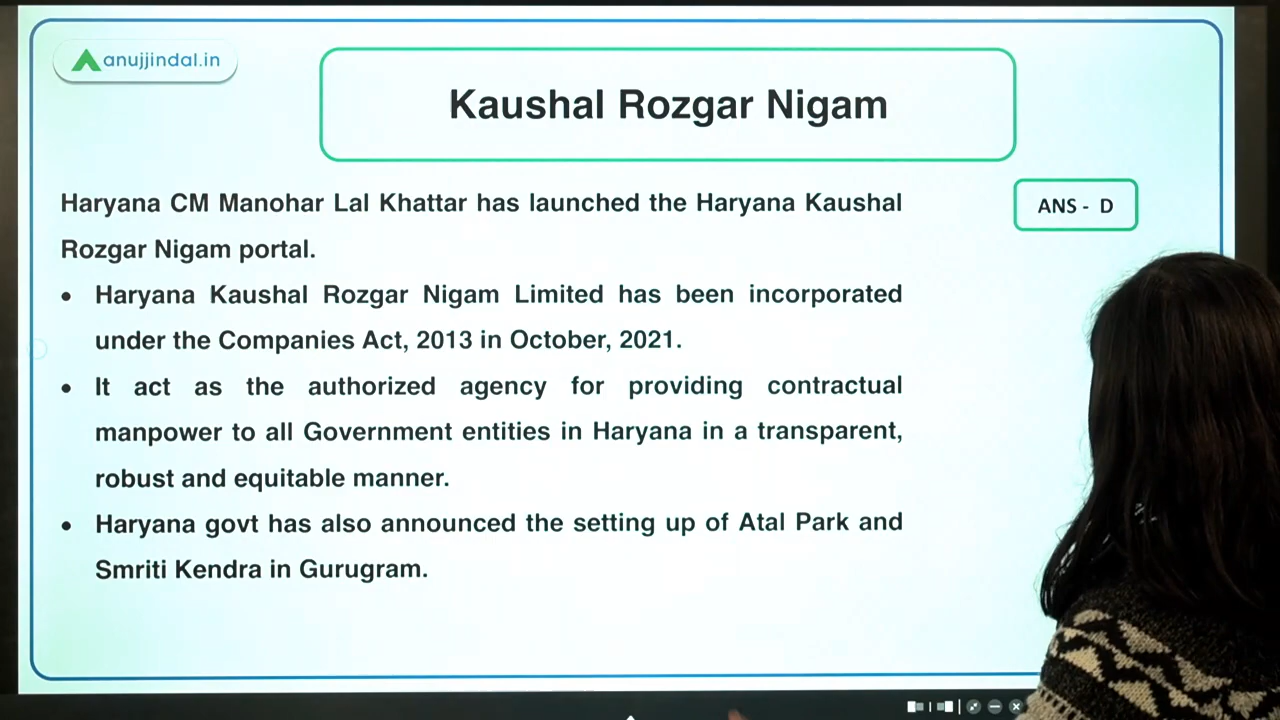 anujjindal.in
Kaushal Rozgar Nigam
Haryana CM Manohar Lal Khattar has launched the Haryana Kaushal
Rozgar Nigam portal.
ANS - D
• Haryana Kaushal Rozgar Nigam Limited has been incorporated
under the Companies Act, 2013 in October, 2021.
• It act as the authorized agency for providing contractual
manpower to all Government entities in Haryana in a transparent,
robust and equitable manner.
• Haryana govt has also announced the setting up of Atal Park and
Smriti Kendra in Gurugram.